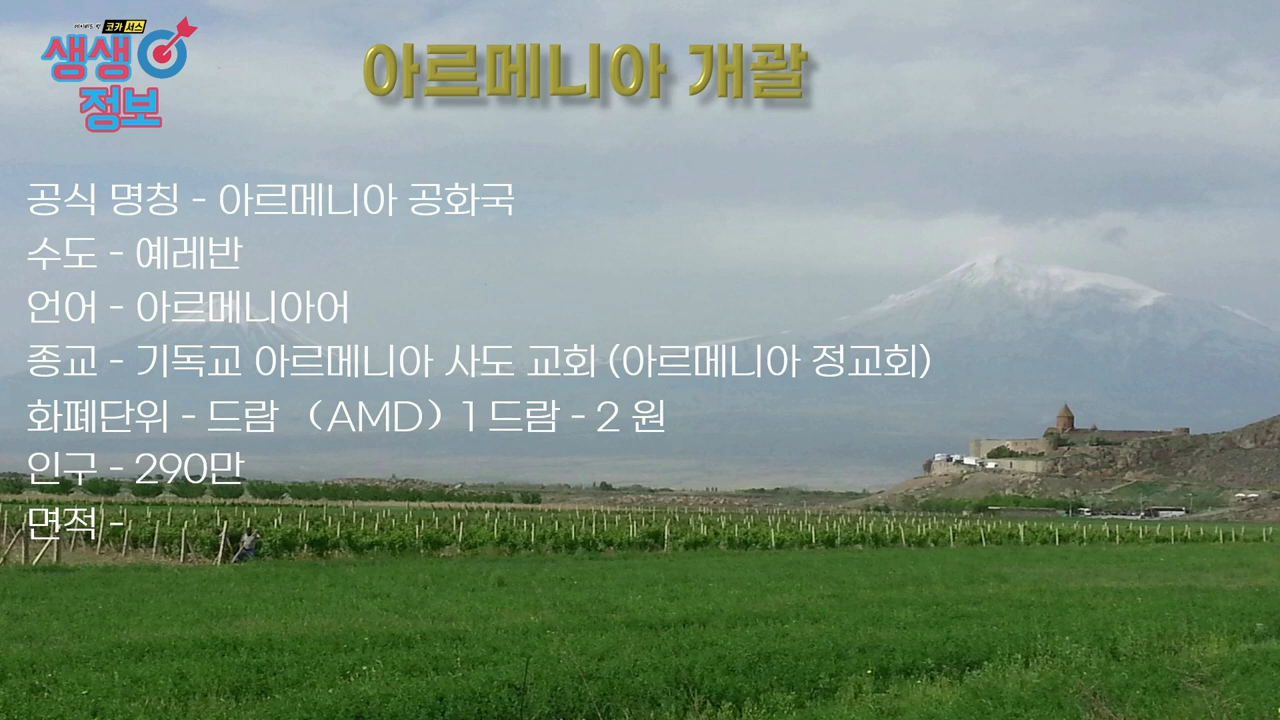 코카서스
생생
정보
아르메니아 개괄
공식 명칭 - 아르메니아 공화국
수도 - 예레반
언어 - 아르메니아어
종교 - 기독교 아르메니아 사도 교회 (아르메니아 정교회)
화폐단위 - 드람 （AMD）1 드람 - 2 원
인구 - 290만
면적 -